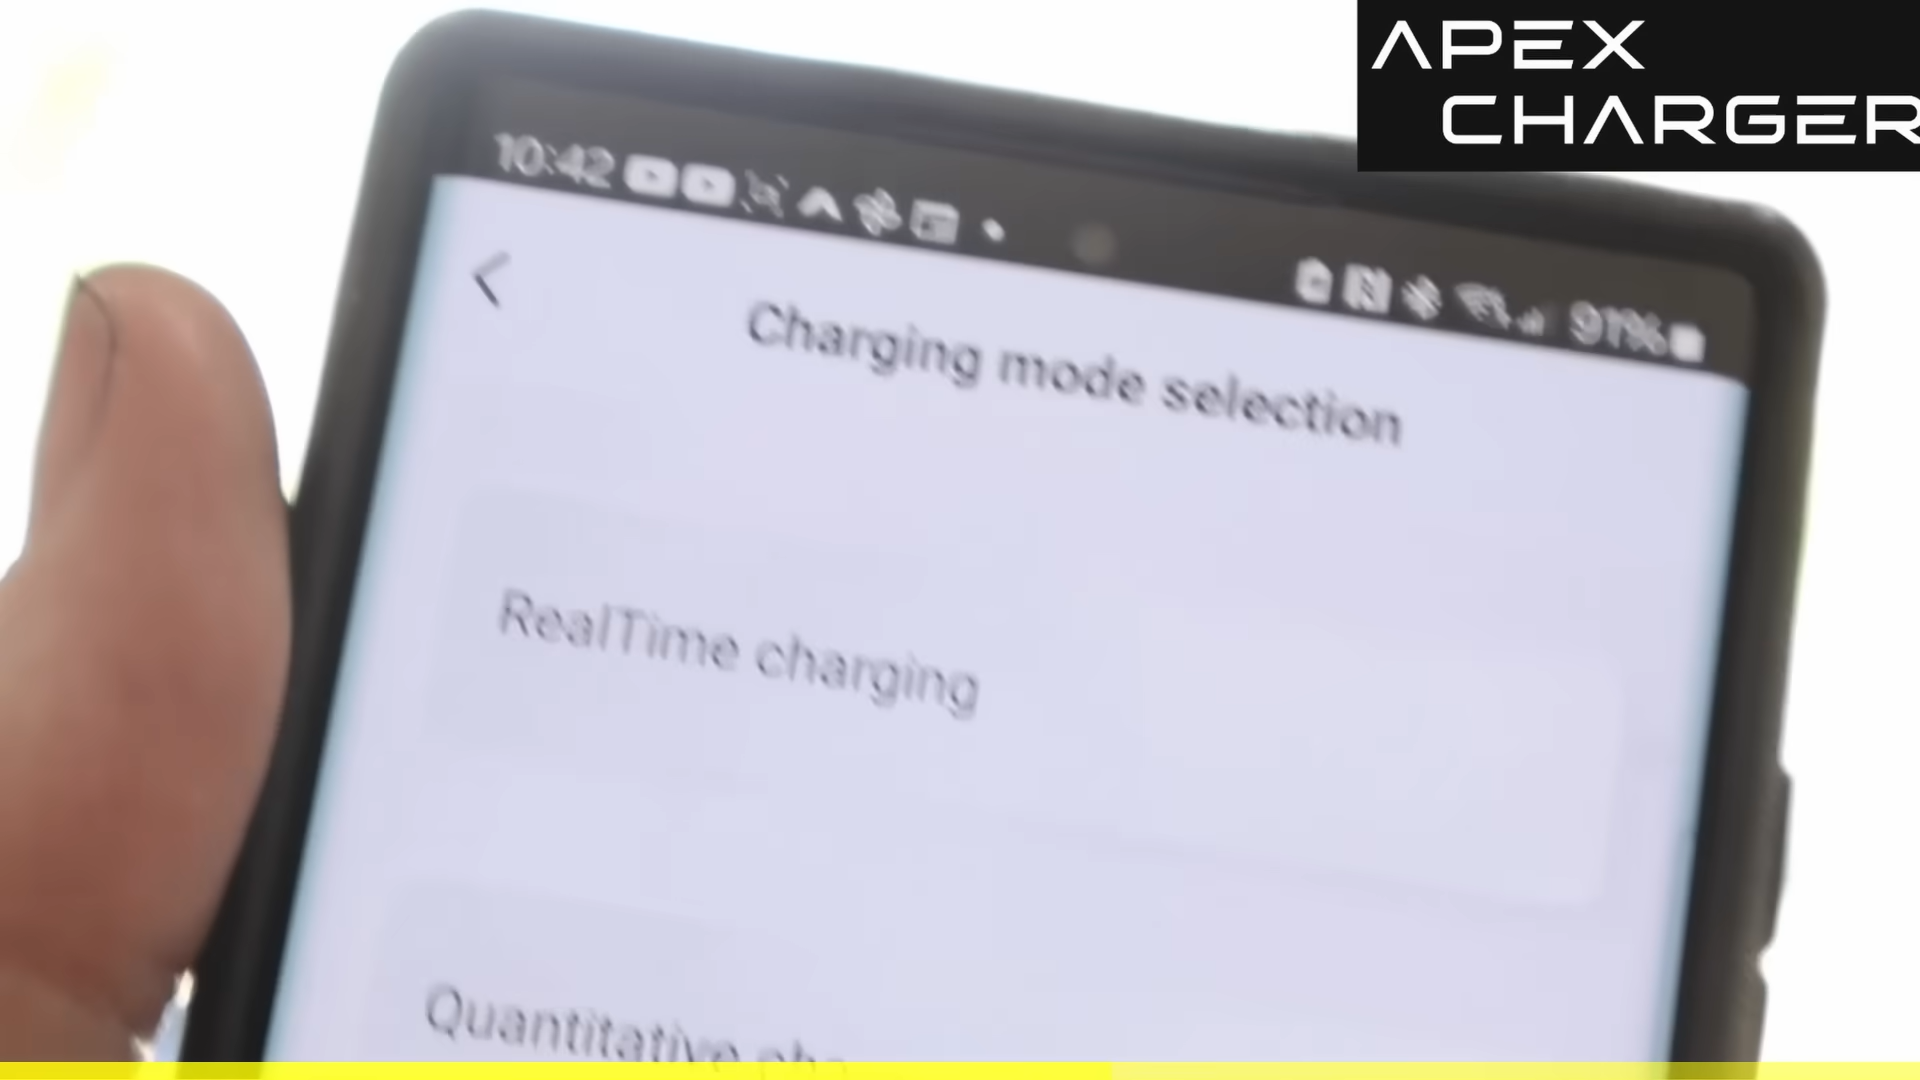 APEX
CHARGER
10:42
91%
Charging mode selection
RealTime charging
Quantitative